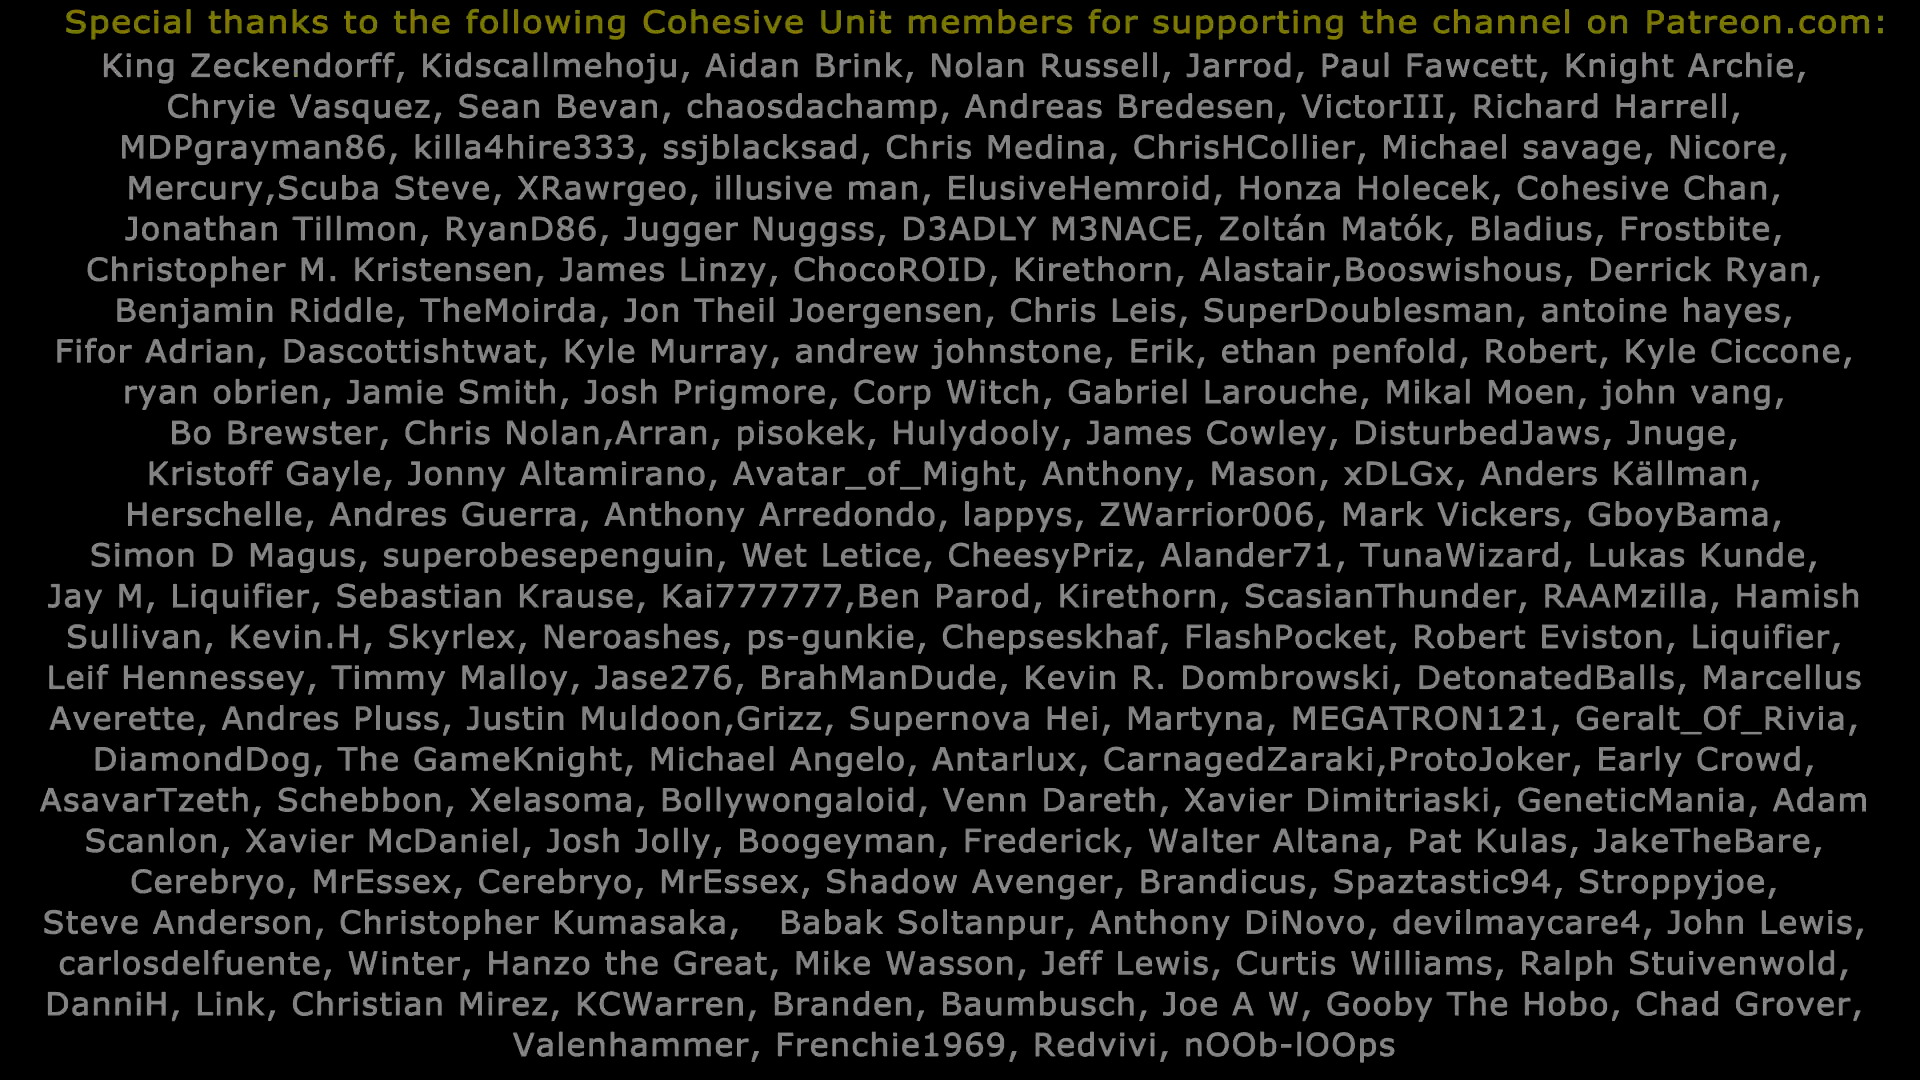 Special thanks to the following Cohesive Unit members for supporting the channel on Patreon.com:
King Zeckendorff, Kidscallmehoju, Aidan Brink, Nolan Russell, Jarrod, Paul Fawcett, Knight Archie,
Chryie Vasquez, Sean Bevan, chaosdachamp, Andreas Bredesen, VictorIII, Richard Harrell,
MDPgrayman86, killa4hire333, ssjblacksad, Chris Medina, ChrisHCollier, Michael savage, Nicore,
Mercury,Scuba Steve, XRawrgeo, illusive man, ElusiveHemroid, Honza Holecek, Cohesive Chan,
Jonathan Tillmon, RyanD86, Jugger Nuggss, D3ADLY M3NACE, Zoltán Matók, Bladius, Frostbite,
Christopher M. Kristensen, James Linzy, ChocoROID, Kirethorn, Alastair,Booswishous, Derrick Ryan,
Benjamin Riddle, TheMoirda, Jon Theil Joergensen, Chris Leis, SuperDoublesman, antoine hayes,
Fifor Adrian, Dascottishtwat, Kyle Murray, andrew johnstone, Erik, ethan penfold, Robert, Kyle Ciccone,
ryan obrien, Jamie Smith, Josh Prigmore, Corp Witch, Gabriel Larouche, Mikal Moen, john vang,
Bo Brewster, Chris Nolan,Arran, pisokek, Hulydooly, James Cowley, DisturbedJaws, Jnuge,
Kristoff Gayle, Jonny Altamirano, Avatar_of_Might, Anthony, Mason, xDLGx, Anders Källman,
Herschelle, Andres Guerra, Anthony Arredondo, lappys, ZWarrior006, Mark Vickers, GboyBama,
Simon D Magus, superobesepenguin, Wet Letice, CheesyPriz, Alander71, TunaWizard, Lukas Kunde,
Jay M, Liquifier, Sebastian Krause, Kai777777,Ben Parod, Kirethorn, ScasianThunder, RAAMzilla, Hamish
Sullivan, Kevin.H, Skyrlex, Neroashes, ps-gunkie, Chepseskhaf, FlashPocket, Robert Eviston, Liquifier,
Leif Hennessey, Timmy Malloy, Jase276, BrahManDude, Kevin R. Dombrowski, DetonatedBalls, Marcellus
Averette, Andres Pluss, Justin Muldoon,Grizz, Supernova Hei, Martyna, MEGATRON121, Geralt_Of_Rivia,
DiamondDog, The GameKnight, Michael Angelo, Antarlux, CarnagedZaraki,ProtoJoker, Early Crowd,
AsavarTzeth, Schebbon, Xelasoma, Bollywongaloid, Venn Dareth, Xavier Dimitriaski, GeneticMania, Adam
Scanlon, Xavier McDaniel, Josh Jolly, Boogeyman, Frederick, Walter Altana, Pat Kulas, JakeTheBare,
Cerebryo, MrEssex, Cerebryo, MrEssex, Shadow Avenger, Brandicus, Spaztastic94, Stroppyjoe,
Steve Anderson, Christopher Kumasaka, Babak Soltanpur, Anthony DiNovo, devilmaycare4, John Lewis,
carlosdelfuente, Winter, Hanzo the Great, Mike Wasson, Jeff Lewis, Curtis Williams, Ralph Stuivenwold,
DanniH, Link, Christian Mirez, KCWarren, Branden, Baumbusch, Joe A W, Gooby The Hobo, Chad Grover,
Valenhammer, Frenchie1969, Redvivi, nOOb-lOOps